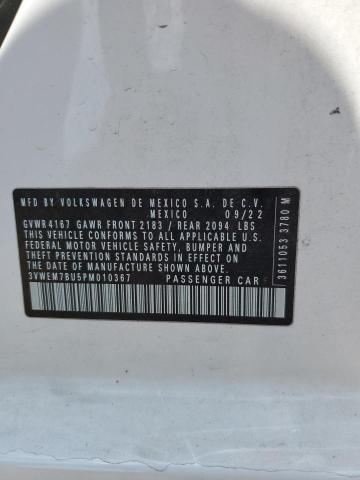 MFD BY VOLKSWAGEN DE MEXICO S.A. DE C.V.
MEXICO 09/22
GVWR 4167 GAWR FRONT 2183 / REAR 2094 LBS
THIS VEHICLE CONFORMS TO ALL APPLICABLE U.S.
FEDERAL MOTOR VEHICLE SAFETY, BUMPER AND
THEFT PREVENTION STANDARDS IN EFFECT ON
THE DATE OF MANUFACTURE SHOWN ABOVE.
3VWEM7BU5PM010367 PASSENGER CAR
3611053 3780 M